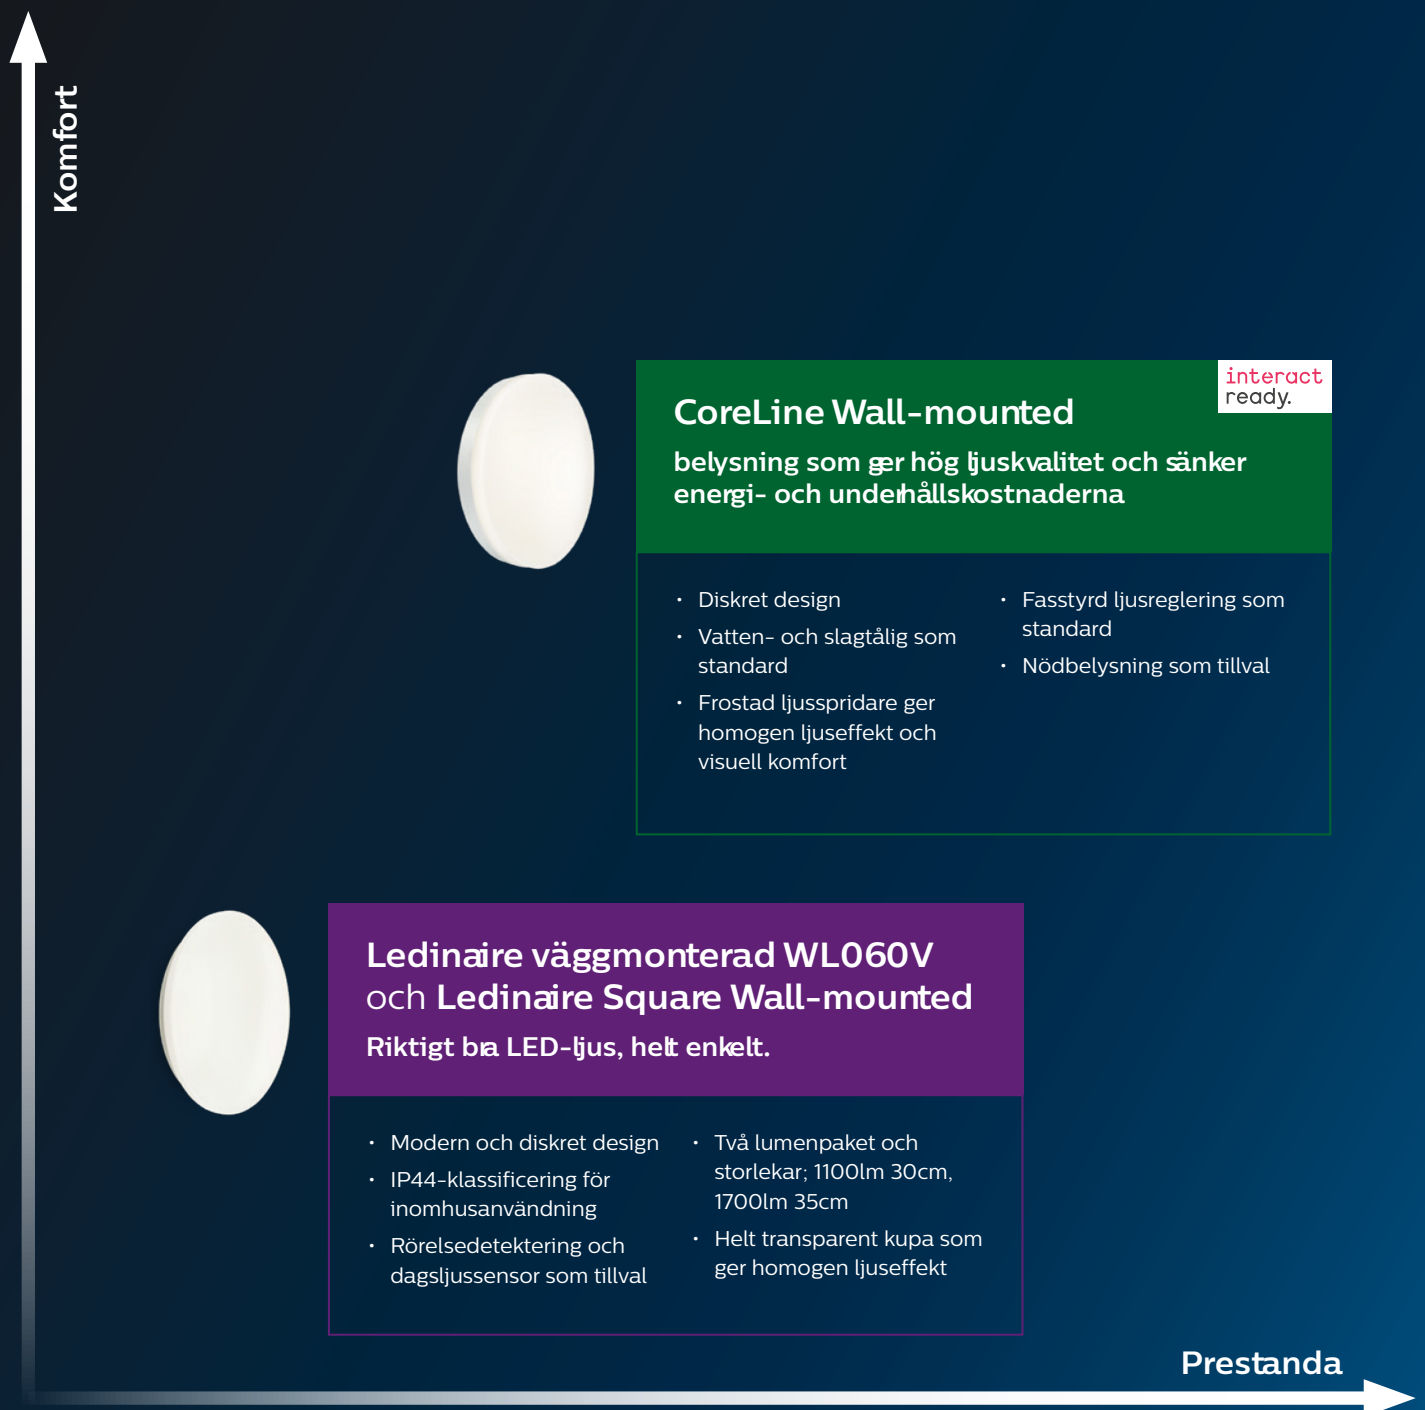 Komfort
interact
ready.
CoreLine Wall-mounted
belysning som ger hög ljuskvalitet och sänker
energi- och underhållskostnaderna
• Diskret design
• Vatten- och slagtålig som
standard
• Frostad ljusspridare ger
homogen ljuseffekt och
visuell komfort
• Fasstyrd ljusreglering som
standard
• Nödbelysning som tillval
Ledinaire väggmonterad WL060V
och Ledinaire Square Wall-mounted
Riktigt bra LED-ljus, helt enkelt.
• Modern och diskret design
• IP44-klassificering för
inomhusanvändning
• Rörelsedetektering och
dagsljussensor som tillval
• Två lumenpaket och
storlekar; 1100lm 30cm,
1700lm 35cm
• Helt transparent kupa som
ger homogen ljuseffekt
Prestanda